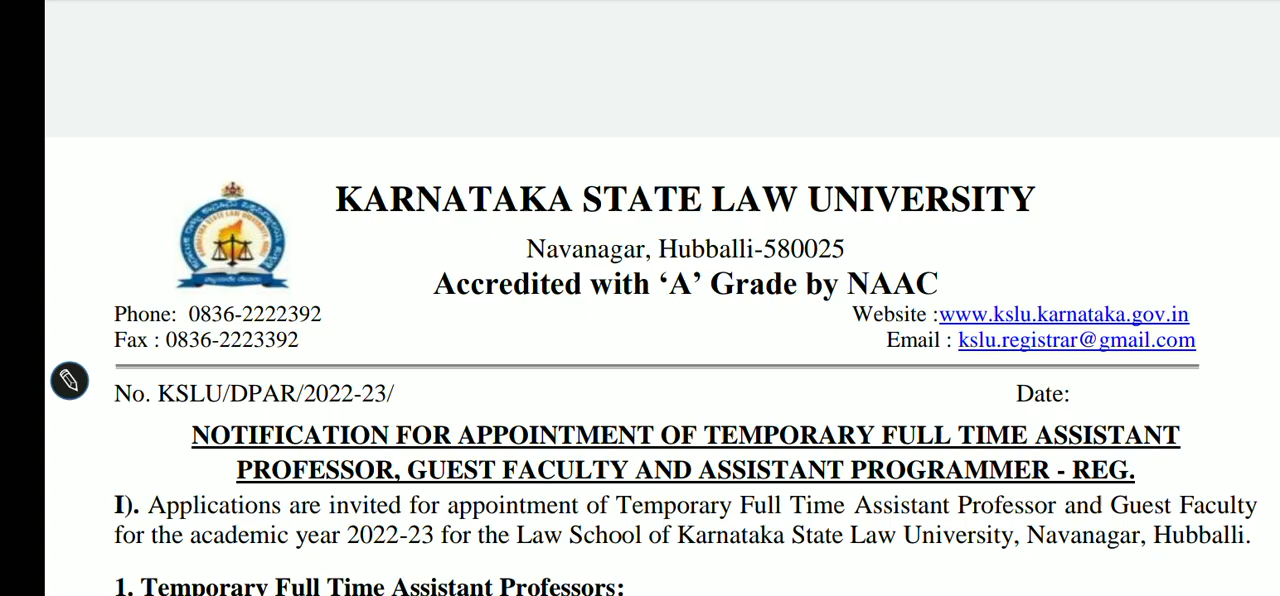 KARNATAKA STATE LAW UNIVERSITY
Navanagar, Hubballi-580025
Accredited with ‘A’ Grade by NAAC
Phone: 0836-2222392 Website :www.kslu.karnataka.gov.in
Fax : 0836-2223392 Email : kslu.registrar@gmail.com
No. KSLU/DPAR/2022-23/ Date:
NOTIFICATION FOR APPOINTMENT OF TEMPORARY FULL TIME ASSISTANT
PROFESSOR, GUEST FACULTY AND ASSISTANT PROGRAMMER - REG.
I). Applications are invited for appointment of Temporary Full Time Assistant Professor and Guest Faculty
for the academic year 2022-23 for the Law School of Karnataka State Law University, Navanagar, Hubballi.
1. Temporary Full Time Assistant Professors: